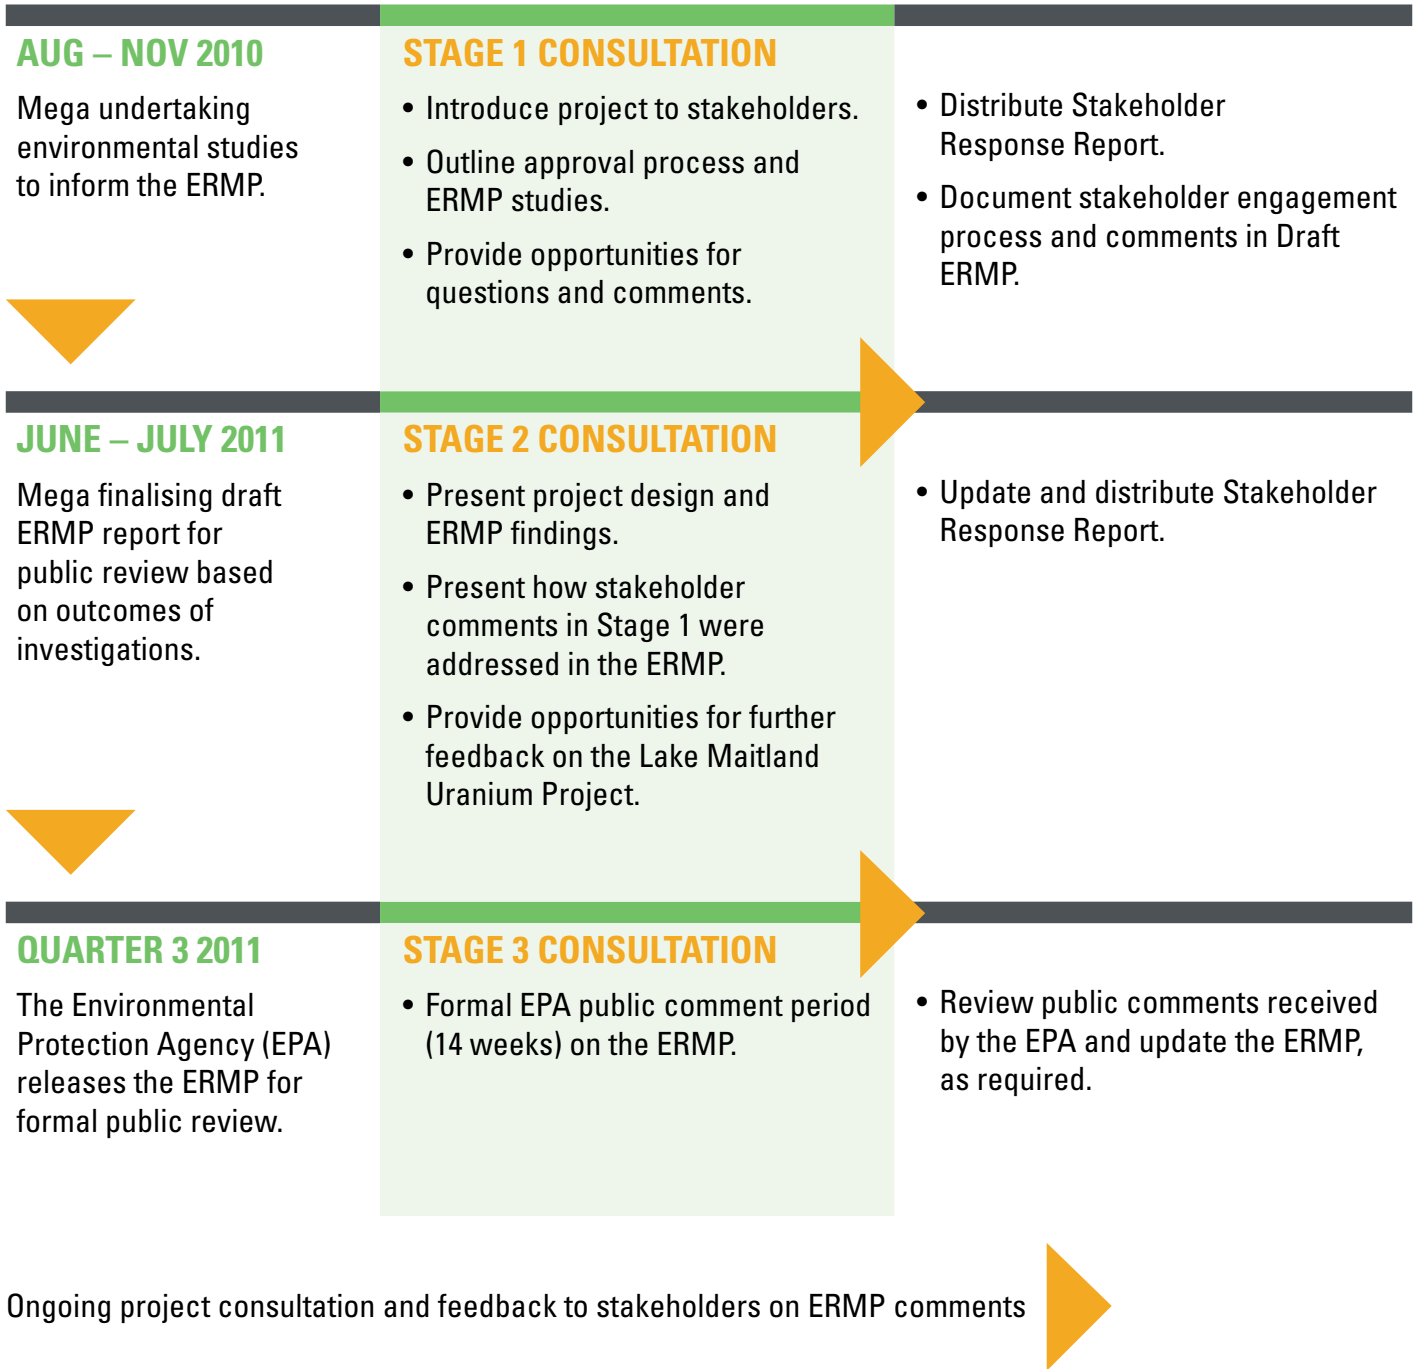 AUG – NOV 2010
Mega undertaking
environmental studies
to inform the ERMP.
STAGE 1 CONSULTATION
• Introduce project to stakeholders.
• Outline approval process and
ERMP studies.
• Provide opportunities for
questions and comments.
• Distribute Stakeholder
Response Report.
• Document stakeholder engagement
process and comments in Draft
ERMP.
JUNE – JULY 2011
Mega finalising draft
ERMP report for
public review based
on outcomes of
investigations.
STAGE 2 CONSULTATION
• Present project design and
ERMP findings.
• Present how stakeholder
comments in Stage 1 were
addressed in the ERMP.
• Provide opportunities for further
feedback on the Lake Maitland
Uranium Project.
• Update and distribute Stakeholder
Response Report.
QUARTER 3 2011
The Environmental
Protection Agency (EPA)
releases the ERMP for
formal public review.
STAGE 3 CONSULTATION
• Formal EPA public comment period
(14 weeks) on the ERMP.
• Review public comments received
by the EPA and update the ERMP,
as required.
Ongoing project consultation and feedback to stakeholders on ERMP comments